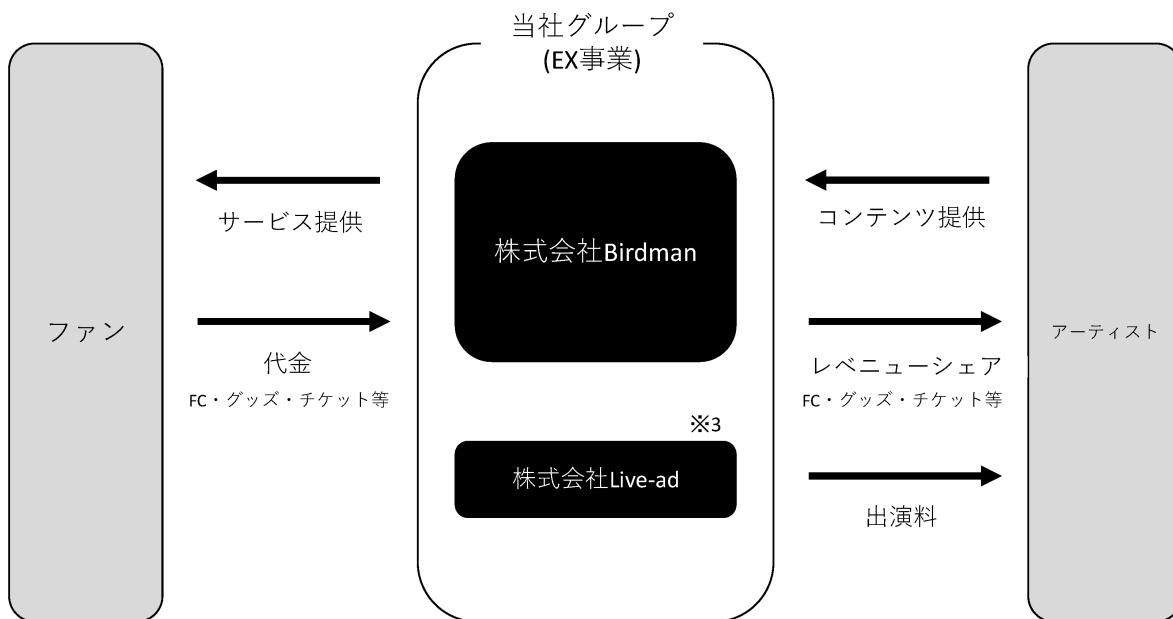 当社グループ
(EX事業)
サービス提供
コンテンツ提供
株式会社Birdman
ファン
アーティスト
代金
FC・グッズ・チケット等
レベニューシェア
FC・グッズ・チケット等
※3
株式会社Live-ad
出演料